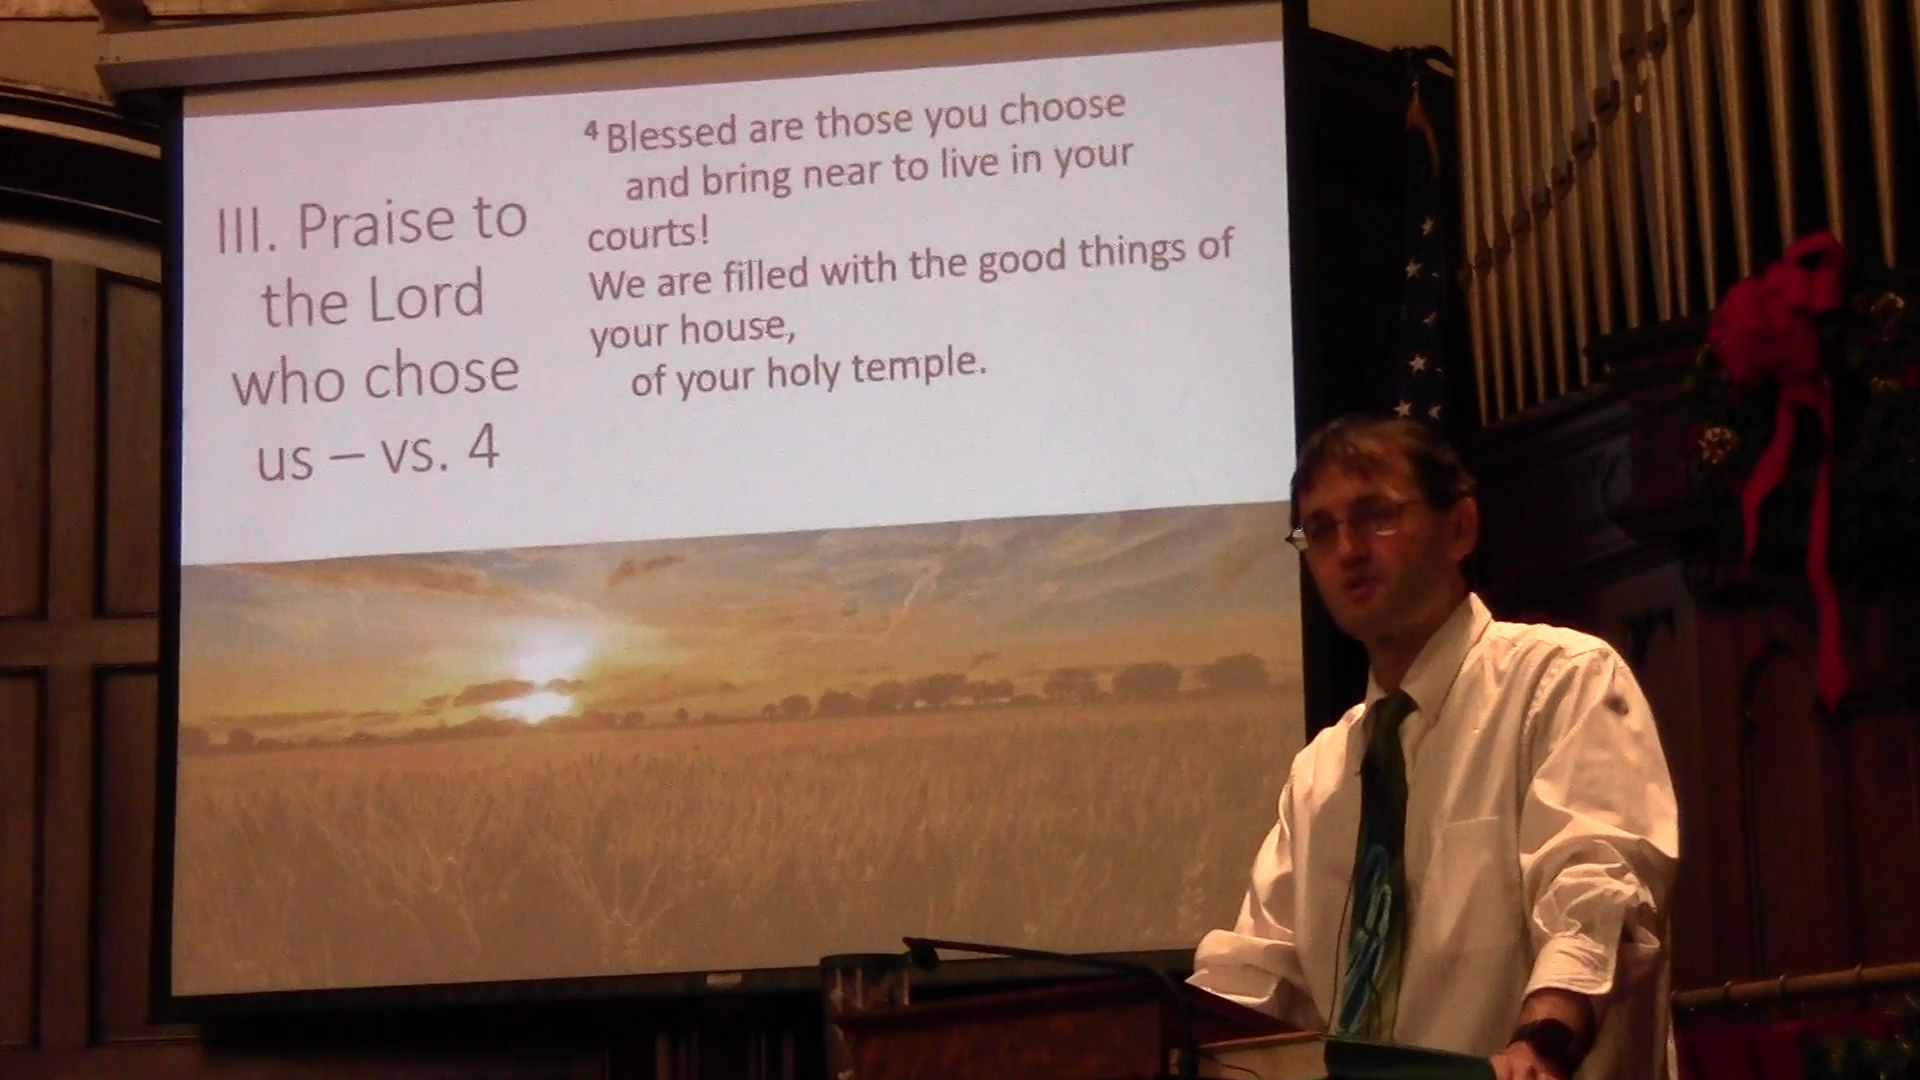 III. Praise to
the Lord
who chose
us – vs. 4
4 Blessed are those you choose
and bring near to live in your
courts!
We are filled with the good things of
your house,
of your holy temple.